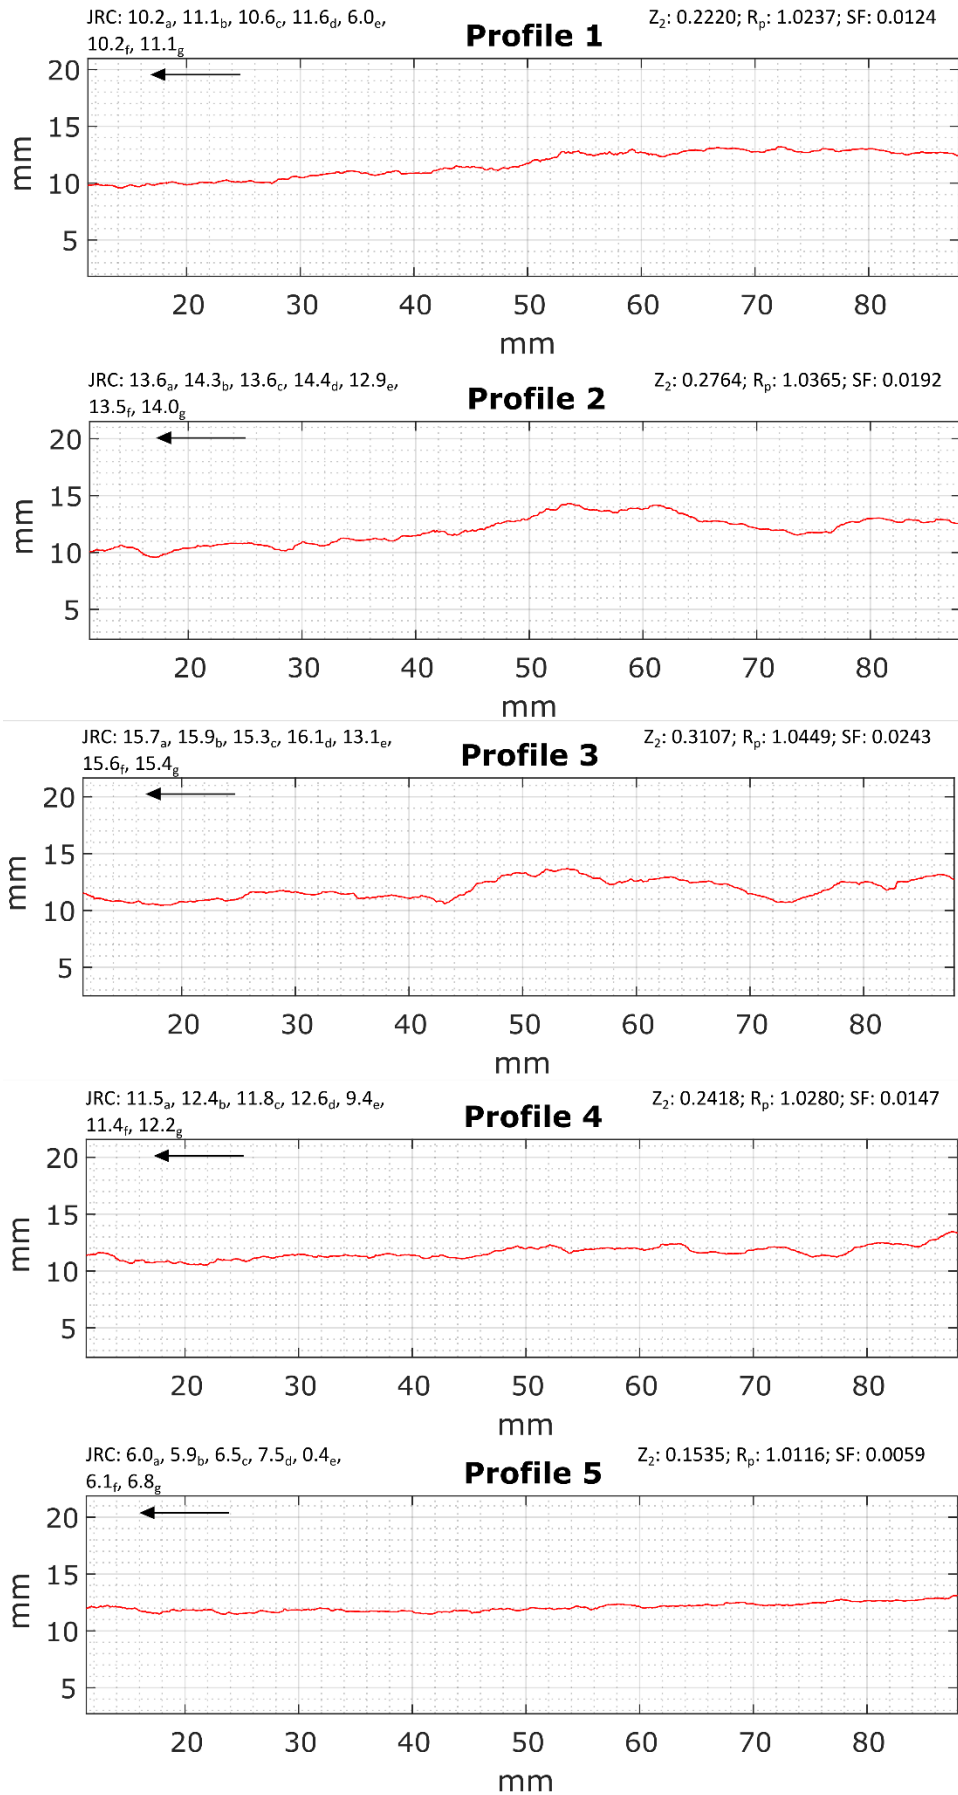 JRC: 10.2a, 11.1b, 10.6c, 11.6d, 6.0e,
10.2f, 11.1g
Profile 1
Z2: 0.2220; Rp: 1.0237; SF: 0.0124
20
15
10
5
mm
20 30 40 50 60 70 80
mm
JRC: 13.6a, 14.3b, 13.6c, 14.4d, 12.9e,
13.5f, 14.0g
Profile 2
Z2: 0.2764; Rp: 1.0365; SF: 0.0192
20
15
10
5
mm
20 30 40 50 60 70 80
mm
JRC: 15.7a, 15.9b, 15.3c, 16.1d, 13.1e,
15.6f, 15.4g
Profile 3
Z2: 0.3107; Rp: 1.0449; SF: 0.0243
20
15
10
5
mm
20 30 40 50 60 70 80
mm
JRC: 11.5a, 12.4b, 11.8c, 12.6d, 9.4e,
11.4f, 12.2g
Profile 4
Z2: 0.2418; Rp: 1.0280; SF: 0.0147
20
15
10
5
mm
20 30 40 50 60 70 80
mm
JRC: 6.0a, 5.9b, 6.5c, 7.5d, 0.4e,
6.1f, 6.8g
Profile 5
Z2: 0.1535; Rp: 1.0116; SF: 0.0059
20
15
10
5
mm
20 30 40 50 60 70 80
mm